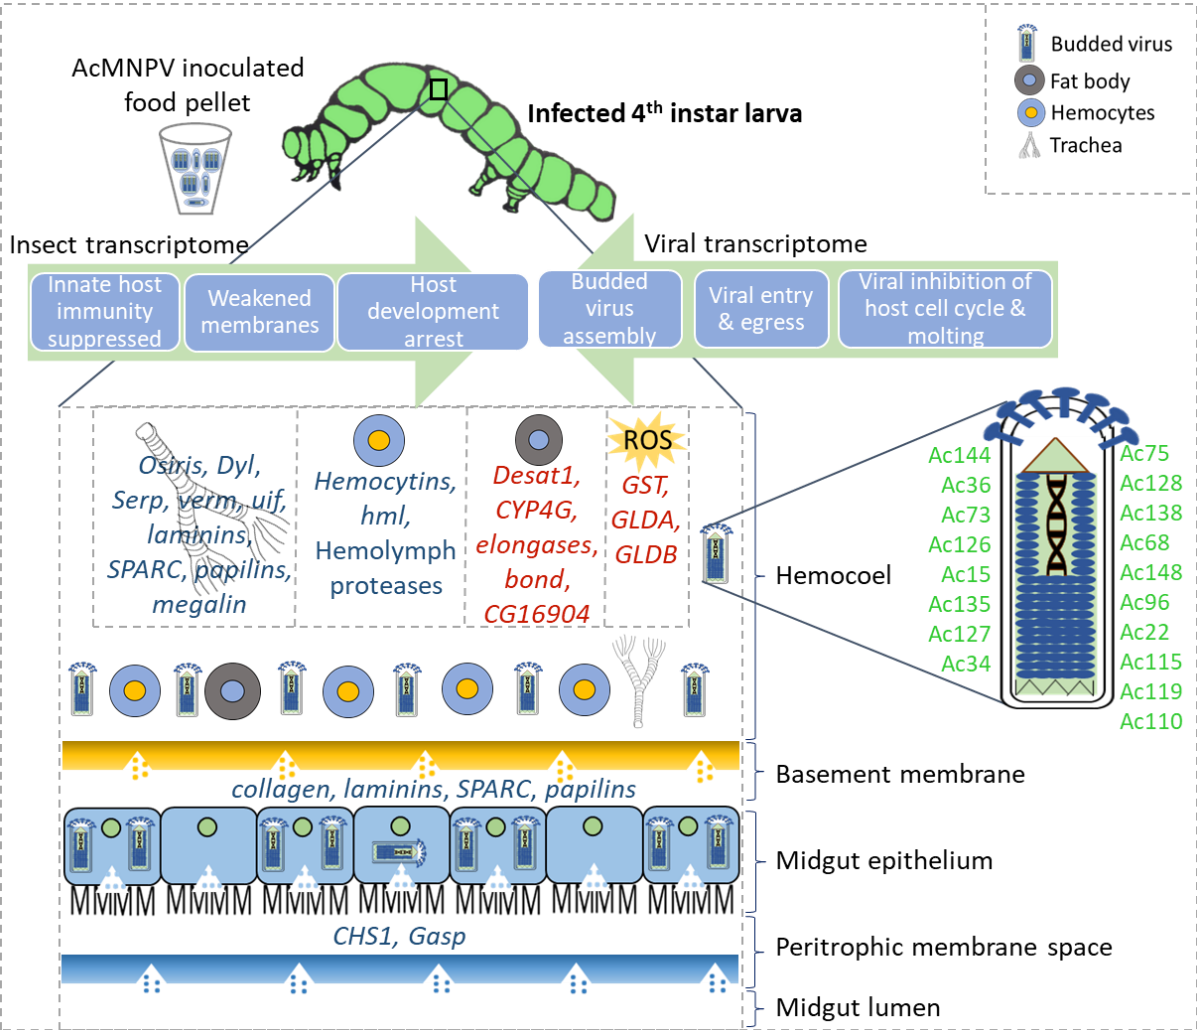 AcMNPV inoculated
food pellet
Infected 4th instar larva
Budded virus
Fat body
Hemocytes
Trachea
Insect transcriptome
Viral transcriptome
Innate host
immunity
suppressed
Weakened
membranes
Host
development
arrest
Budded
virus
assembly
Viral entry
& egress
Viral inhibition of
host cell cycle &
molting
Osiris, Dyl,
Serp, verm, uif,
laminins,
SPARC, papilins,
megalin
Hemocytins,
hml,
Hemolymph
proteases
Desat1,
CYP4G,
elongases,
bond,
CG16904
ROS
GST,
GLDA,
GLDB
Hemocoel
Ac144
Ac36
Ac73
Ac126
Ac15
Ac135
Ac127
Ac34
Ac75
Ac128
Ac138
Ac68
Ac148
Ac96
Ac22
Ac115
Ac119
Ac110
Basement membrane
collagen, laminins, SPARC, papilins
Midgut epithelium
CHS1, Gasp
Peritrophic membrane space
Midgut lumen